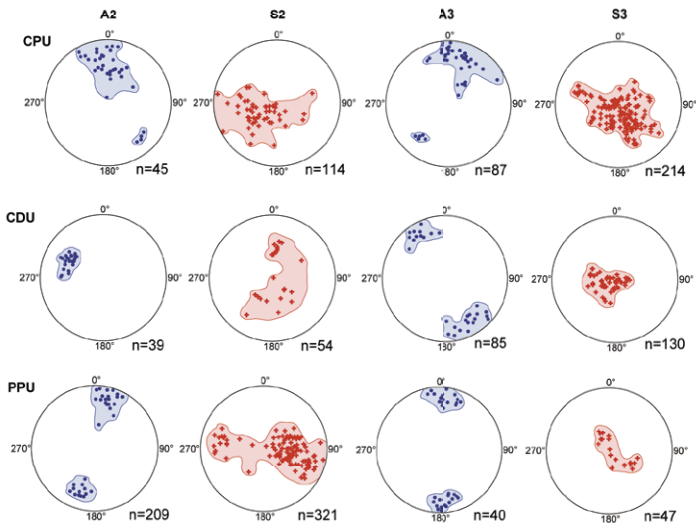 A2 S2 A3 S3
CPU 0° 0° 0° 0°
270° 90° 270° 90° 270° 90° 270° 90°
180° n=45 180° n=114 180° n=87 180° n=214
CDU 0° 0° 0° 0°
270° 90° 270° 90° 270° 90° 270° 90°
180° n=39 180° n=54 180° n=85 180° n=130
PPU 0° 0° 0° 0°
270° 90° 270° 90° 270° 90° 270° 90°
180° n=209 180° n=321 180° n=40 180° n=47